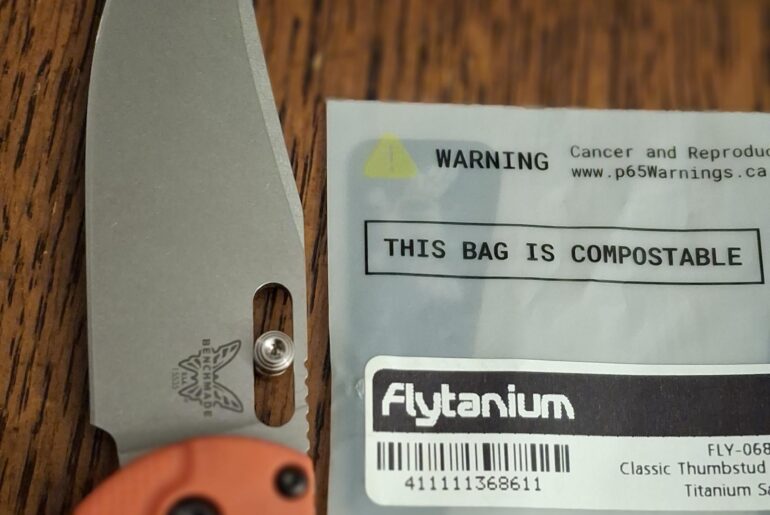 WARNING
Cancer and Reproduc
www.p65Warnings.ca
THIS BAG IS COMPOSTABLE
BENCHMADE
Flytanium
FLY-068
Classic Thumbstud
411111368611
Titanium Sa